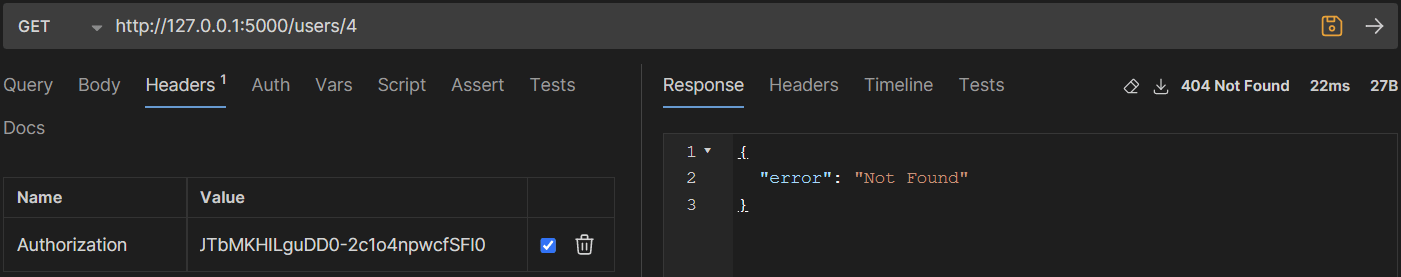 GET http://127.0.0.1:5000/users/4
Query Body Headers 1 Auth Vars Script Assert Tests
Docs
Name Value
Authorization JTbMKHILguDD0-2c1o4npwcfSFI0
Response Headers Timeline Tests 404 Not Found 22ms 27B
1 {
2 "error": "Not Found"
3 }